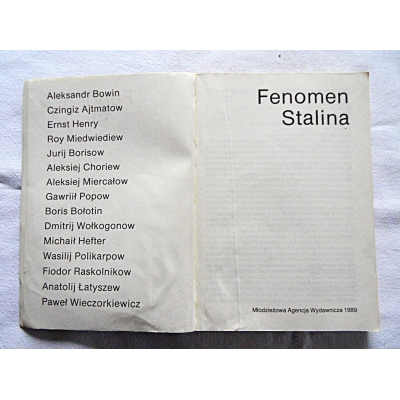 Aleksandr Bowin
Czingiz Ajtmatow
Ernst Henry
Roy Miedwiediew
Jurij Borisow
Aleksiej Choriew
Aleksiej Miercałow
Gawriił Popow
Boris Bołotin
Dmitrij Wołkogonow
Michaił Hefter
Wasilij Polikarpow
Fiodor Raskolnikow
Anatolij Łatyszew
Paweł Wieczorkiewicz
Fenomen
Stalina
Młodzieżowa Agencja Wydawnicza 1989